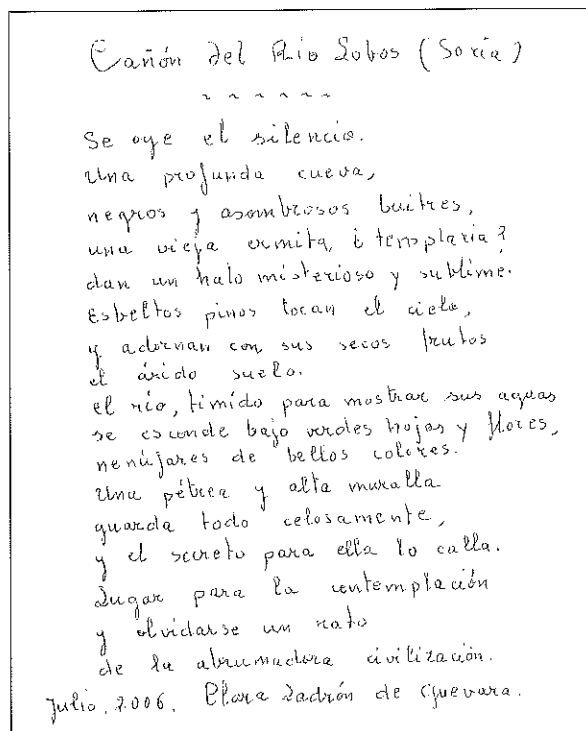 Cañón del Río Lobos (Soria)
~ ~ ~ ~ ~ ~
Se oye el silencio.
Una profunda cueva,
negros y asombrosos buitres,
una vieja ermita, ¿templaria?
dan un halo misterioso y sublime.
Esbeltos pinos tocan el cielo,
y adornan con sus secos frutos
el árido suelo.
el río, tímido para mostrar sus aguas
se esconde bajo verdes hojas y flores,
nenúfares de bellos colores.
Una pétrea y alta muralla
guarda todo celosamente,
y el secreto para ella lo calla.
Lugar para la contemplación
y olvidarse un rato
de la abrumadora civilización.
Julio, 2006. Clara Ladrón de Guevara.